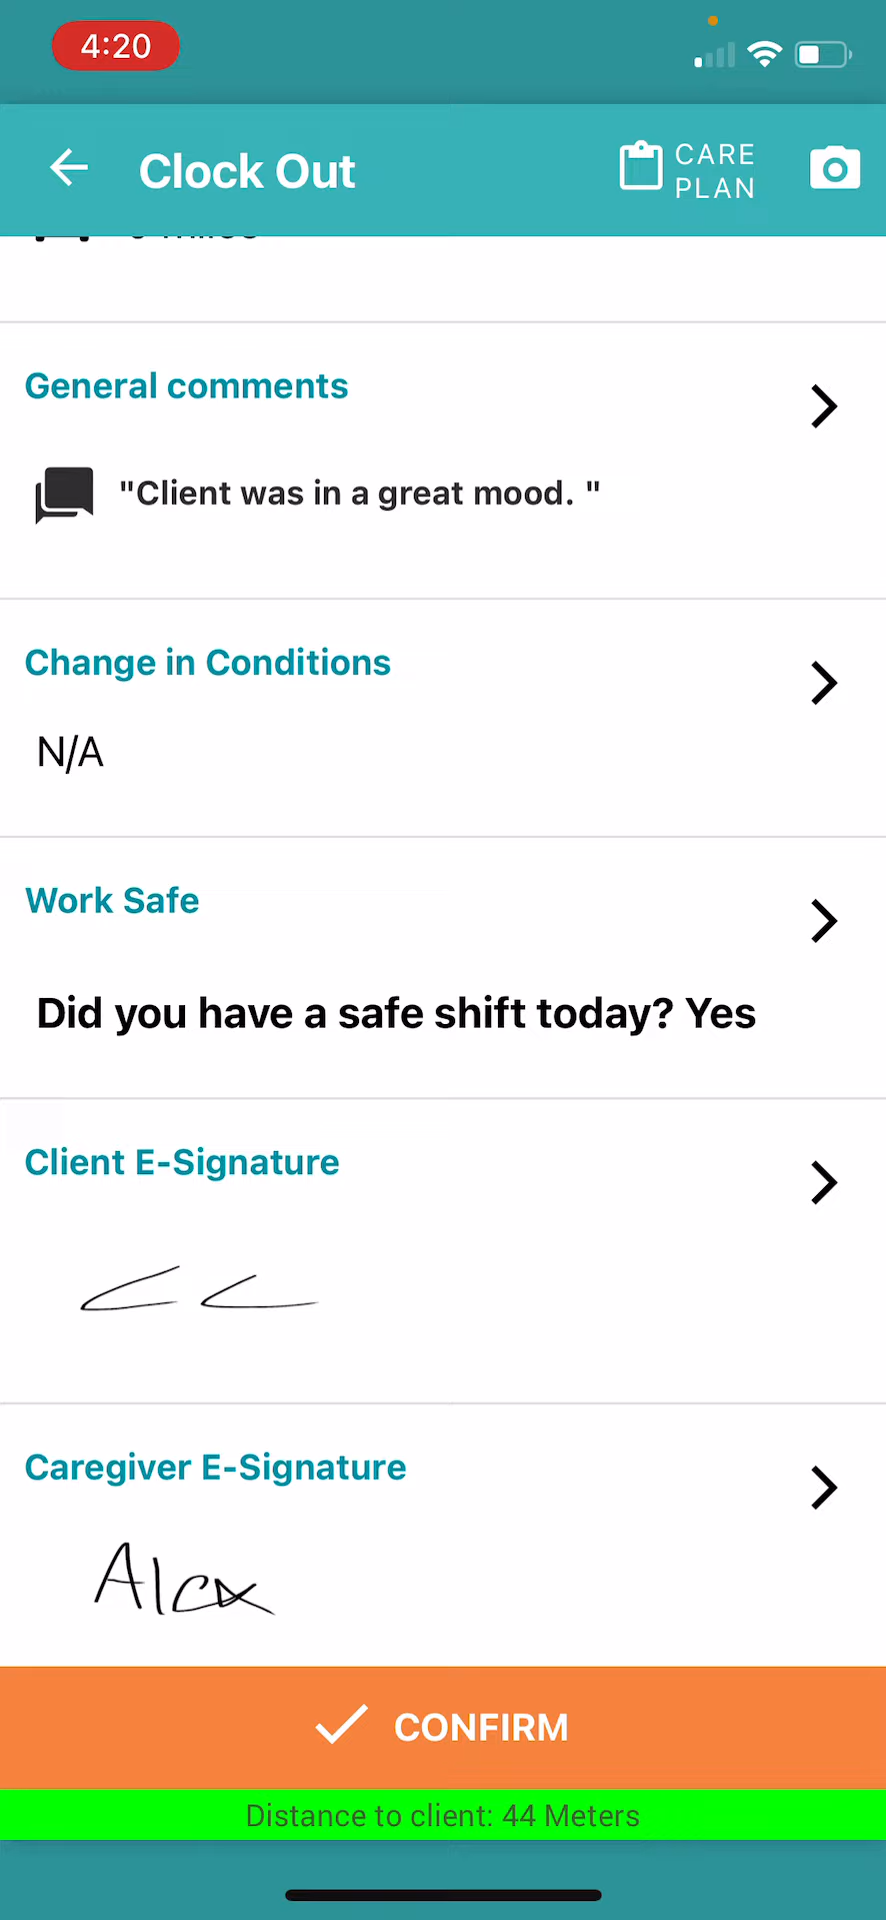 4:20
Clock Out
CARE
PLAN
General comments
"Client was in a great mood. "
Change in Conditions
N/A
Work Safe
Did you have a safe shift today? Yes
Client E-Signature
Caregiver E-Signature
Alex
CONFIRM
Distance to client: 44 Meters